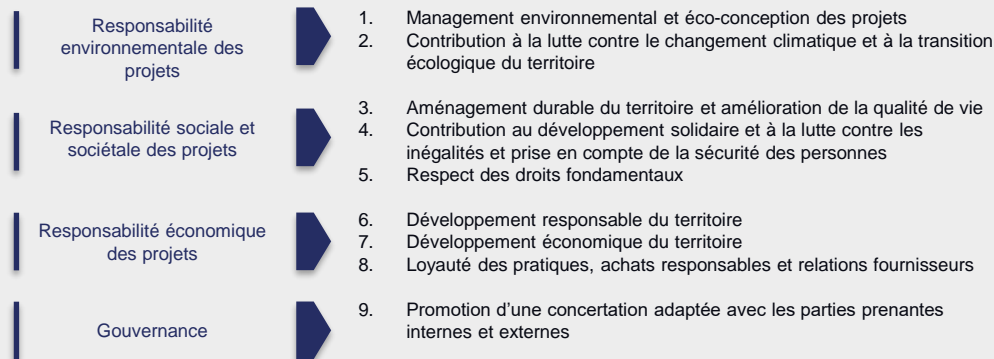 Responsabilité
environnementale des
projets
1. Management environnemental et éco-conception des projets
2. Contribution à la lutte contre le changement climatique et à la transition
écologique du territoire
Responsabilité sociale et
sociétale des projets
3. Aménagement durable du territoire et amélioration de la qualité de vie
4. Contribution au développement solidaire et à la lutte contre les
inégalités et prise en compte de la sécurité des personnes
5. Respect des droits fondamentaux
Responsabilité économique
des projets
6. Développement responsable du territoire
7. Développement économique du territoire
8. Loyauté des pratiques, achats responsables et relations fournisseurs
Gouvernance
9. Promotion d’une concertation adaptée avec les parties prenantes
internes et externes